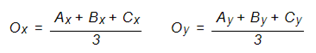 Ox = (Ax + Bx + Cx) / 3    Oy = (Ay + By + Cy) / 3